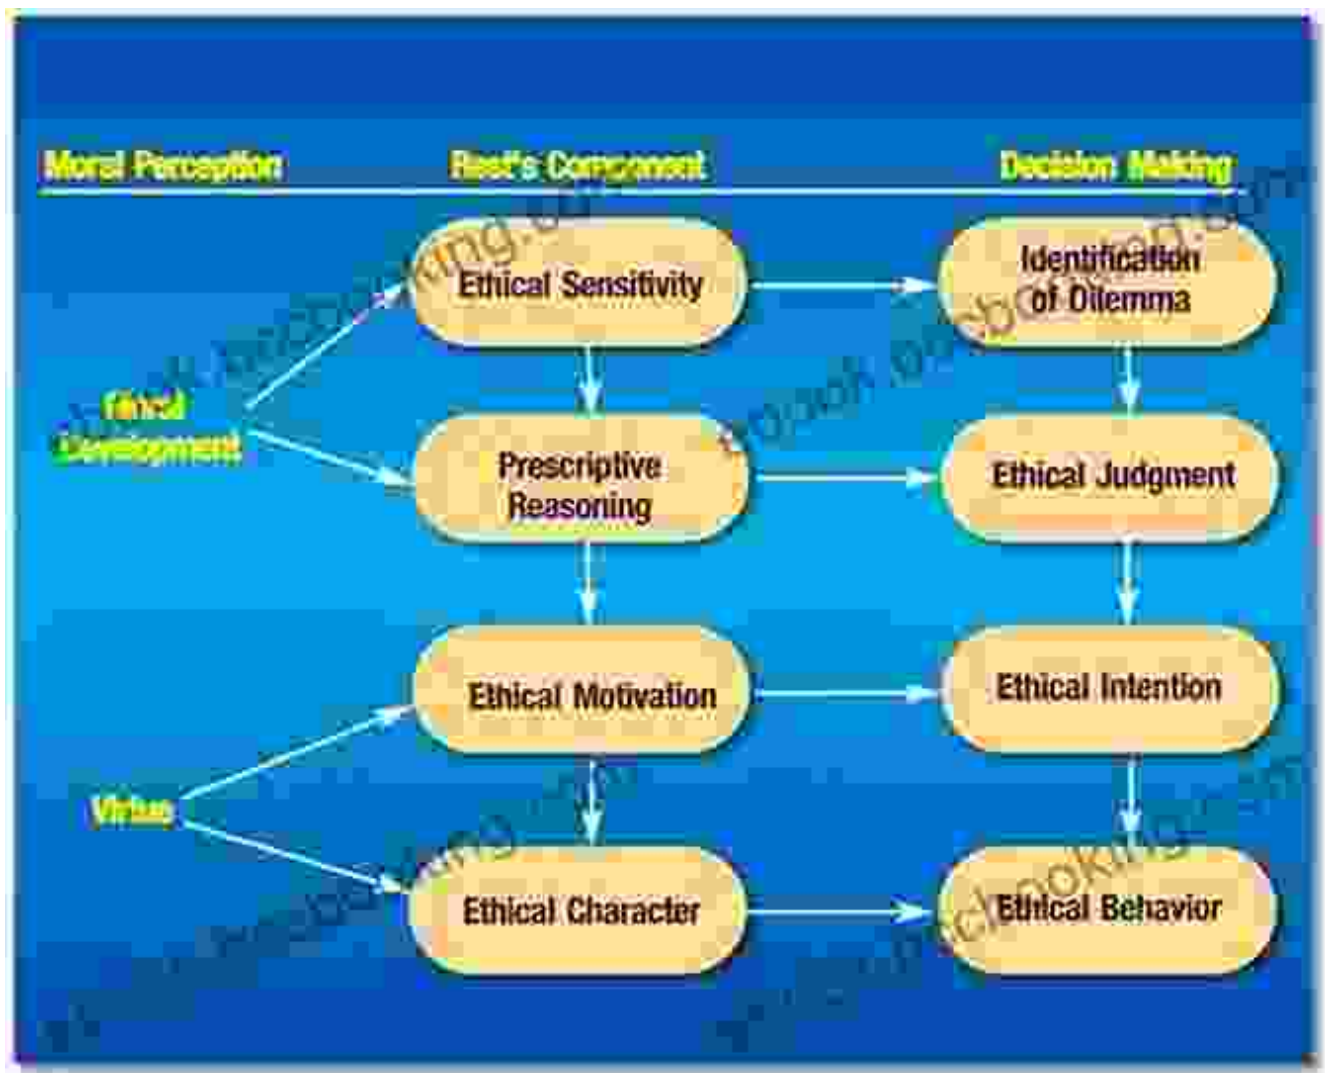 Moral Perception
Rest's Component
Decision Making
Ethical Sensitivity
Identification
of Dilemma
Ethical
Development
Prescriptive
Reasoning
Ethical Judgment
Ethical Motivation
Ethical Intention
Virtue
Ethical Character
Ethical Behavior